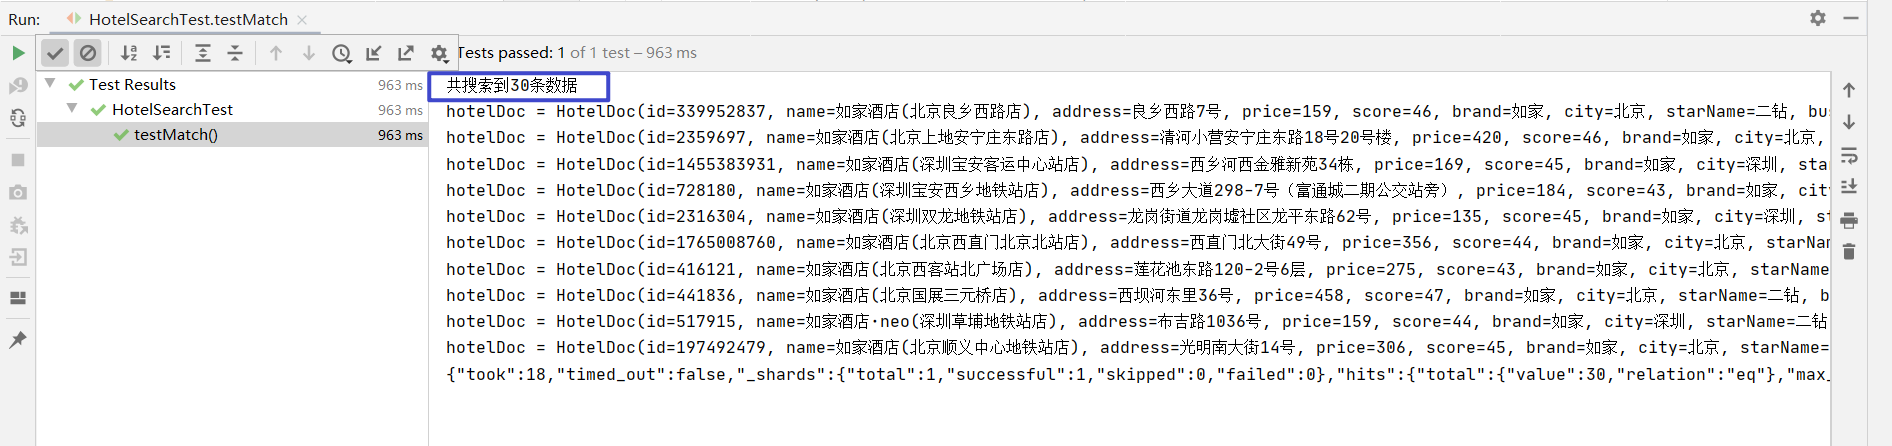 Run: HotelSearchTest.testMatch
Tests passed: 1 of 1 test – 963 ms
Test Results 963 ms
HotelSearchTest 963 ms
testMatch() 963 ms
共搜索到30条数据
hotelDoc = HotelDoc(id=339952837, name=如家酒店(北京良乡西路店), address=良乡西路7号, price=159, score=46, brand=如家, city=北京, starName=二钻, bus
hotelDoc = HotelDoc(id=2359697, name=如家酒店(北京上地安宁庄东路店), address=清河小营安宁庄东路18号20号楼, price=420, score=46, brand=如家, city=北京,
hotelDoc = HotelDoc(id=1455383931, name=如家酒店(深圳宝安客运中心站店), address=西乡河西金雅新苑34栋, price=169, score=45, brand=如家, city=深圳, sta
hotelDoc = HotelDoc(id=728180, name=如家酒店(深圳宝安西乡地铁站店), address=西乡大道298-7号（富通城二期公交站旁）, price=184, score=43, brand=如家, cit
hotelDoc = HotelDoc(id=2316304, name=如家酒店(深圳双龙地铁站店), address=龙岗街道龙岗墟社区龙平东路62号, price=135, score=45, brand=如家, city=深圳, st
hotelDoc = HotelDoc(id=1765008760, name=如家酒店(北京西直门北京北站店), address=西直门北大街49号, price=356, score=44, brand=如家, city=北京, starNam
hotelDoc = HotelDoc(id=416121, name=如家酒店(北京西客站北广场店), address=莲花池东路120-2号6层, price=275, score=43, brand=如家, city=北京, starName=
hotelDoc = HotelDoc(id=441836, name=如家酒店(北京国展三元桥店), address=西坝河东里36号, price=458, score=47, brand=如家, city=北京, starName=二钻, b
hotelDoc = HotelDoc(id=517915, name=如家酒店·neo(深圳草埔地铁站店), address=布吉路1036号, price=159, score=44, brand=如家, city=深圳, starName=二钻
hotelDoc = HotelDoc(id=197492479, name=如家酒店(北京顺义中心地铁站店), address=光明南大街14号, price=306, score=45, brand=如家, city=北京, starName=
{"took":18,"timed_out":false,"_shards":{"total":1,"successful":1,"skipped":0,"failed":0},"hits":{"total":{"value":30,"relation":"eq"},"max_